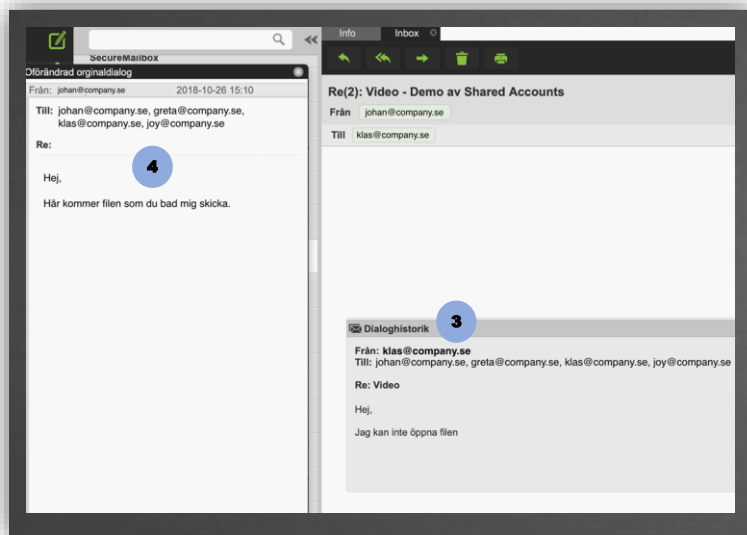 SecureMailbox
Oförändrad orginaldialog
Från: johan@company.se 2018-10-26 15:10
Till: johan@company.se, greta@company.se,
klas@company.se, joy@company.se
Re:
4
Hej,
Här kommer filen som du bad mig skicka.
Info Inbox
Re(2): Video - Demo av Shared Accounts
Från johan@company.se
Till klas@company.se
Dialoghistorik
3
Från: klas@company.se
Till: johan@company.se, greta@company.se, klas@company.se, joy@company.se
Re: Video
Hej,
Jag kan inte öppna filen